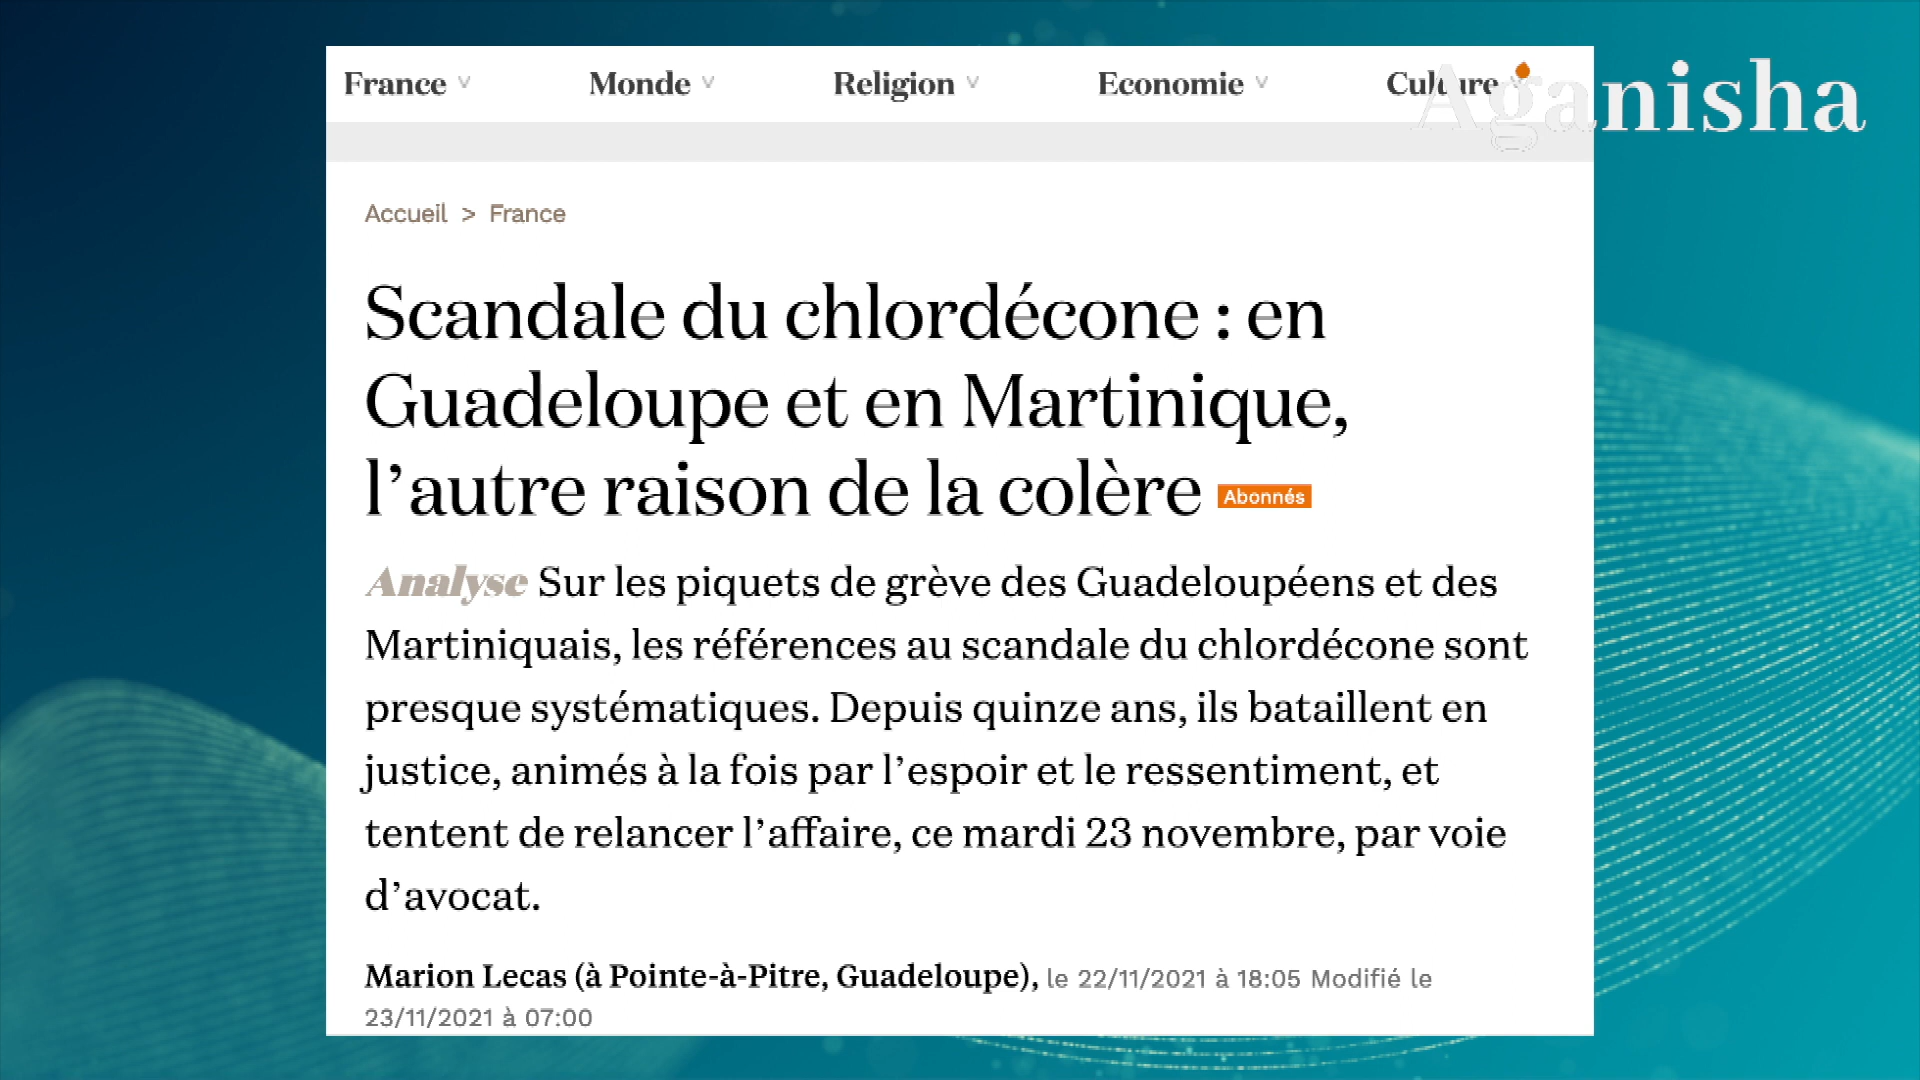 France Monde Religion Economie Culture
Aganisha
Accueil > France
Scandale du chlordécone : en
Guadeloupe et en Martinique,
l’autre raison de la colère Abonnés
Analyse Sur les piquets de grève des Guadeloupéens et des
Martiniquais, les références au scandale du chlordécone sont
presque systématiques. Depuis quinze ans, ils bataillent en
justice, animés à la fois par l’espoir et le ressentiment, et
tentent de relancer l’affaire, ce mardi 23 novembre, par voie
d’avocat.
Marion Lecas (à Pointe-à-Pitre, Guadeloupe), le 22/11/2021 à 18:05 Modifié le
23/11/2021 à 07:00